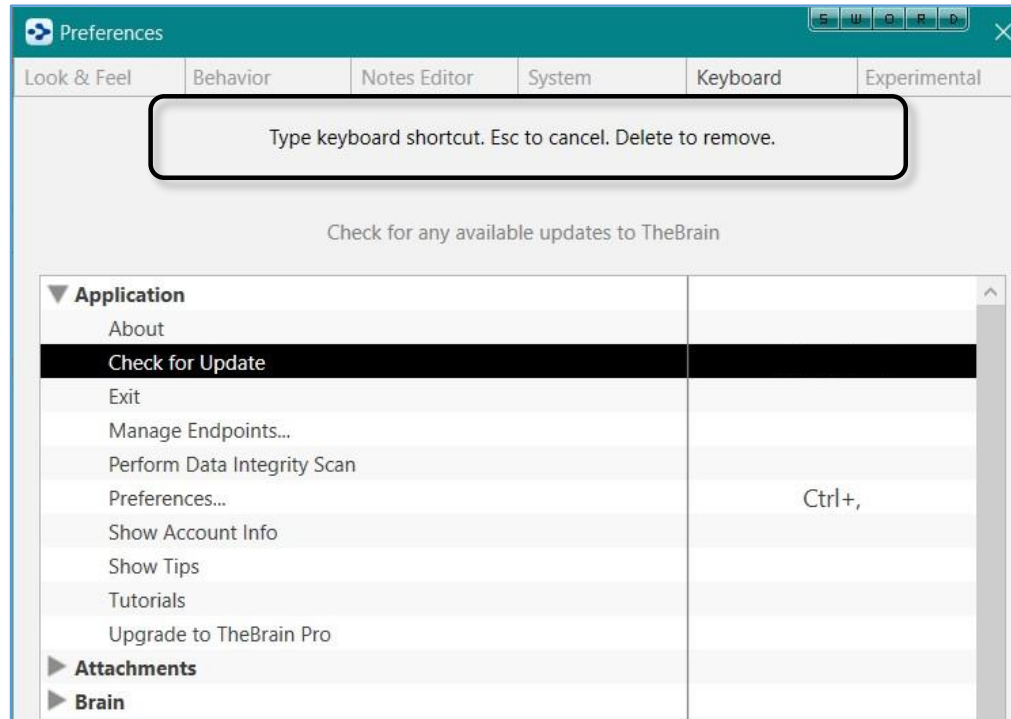 Preferences
S W O R D
Look & Feel Behavior Notes Editor System Keyboard Experimental
Type keyboard shortcut. Esc to cancel. Delete to remove.
Check for any available updates to TheBrain
Application
About
Check for Update
Exit
Manage Endpoints...
Perform Data Integrity Scan
Preferences... Ctrl+,
Show Account Info
Show Tips
Tutorials
Upgrade to TheBrain Pro
Attachments
Brain